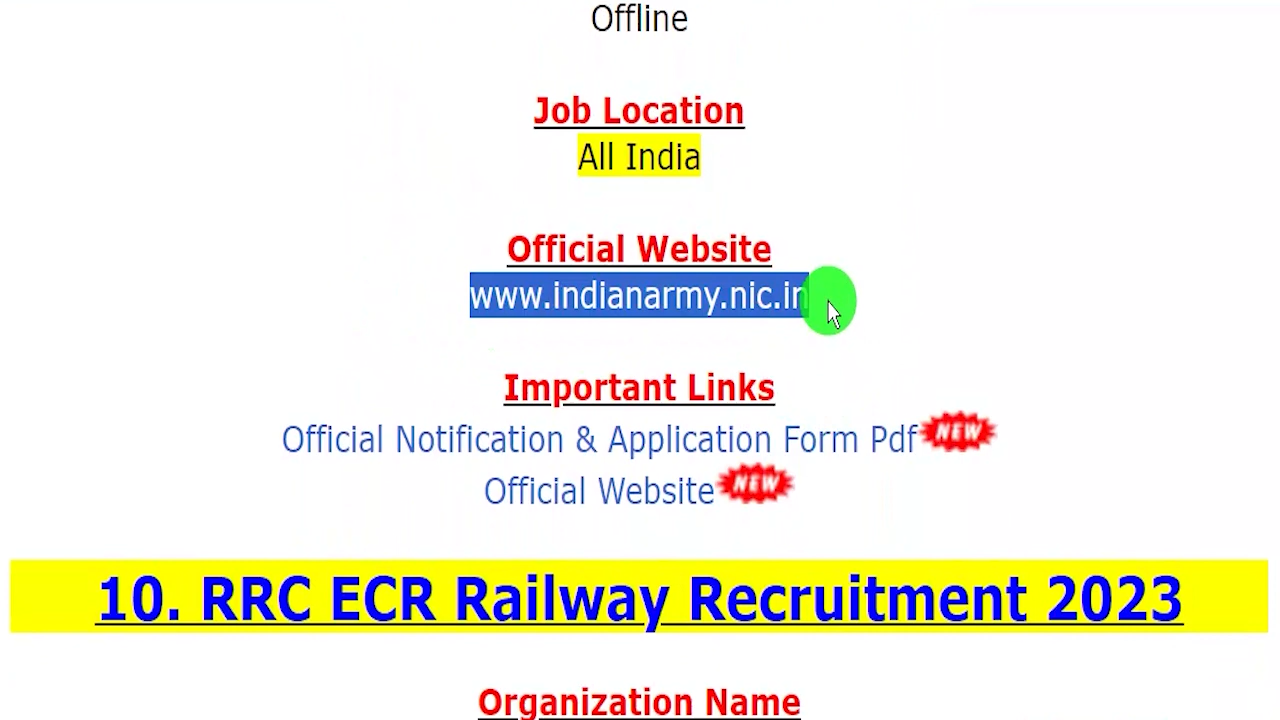 Offline
Job Location
All India
Official Website
www.indianarmy.nic.in
Important Links
Official Notification & Application Form Pdf NEW
Official Website NEW
10. RRC ECR Railway Recruitment 2023
Organization Name